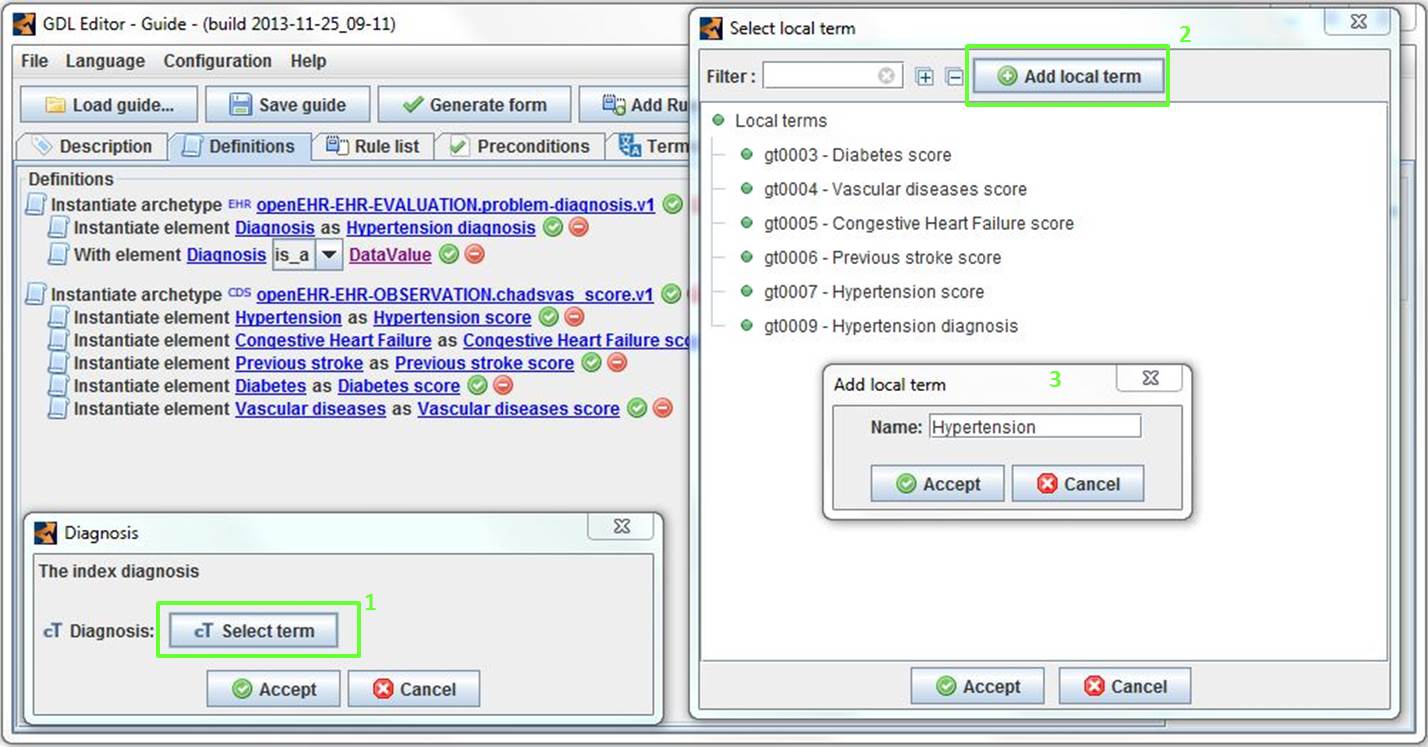 GDL Editor - Guide - (build 2013-11-25_09-11)
File Language Configuration Help
Load guide... Save guide Generate form Add Ru
Description Definitions Rule list Preconditions Term
Definitions
Instantiate archetype EHR openEHR-EHR-EVALUATION.problem-diagnosis.v1
Instantiate element Diagnosis as Hypertension diagnosis
With element Diagnosis is_a DataValue
Instantiate archetype CDS openEHR-EHR-OBSERVATION.chadsvas_score.v1
Instantiate element Hypertension as Hypertension score
Instantiate element Congestive Heart Failure as Congestive Heart Failure sco
Instantiate element Previous stroke as Previous stroke score
Instantiate element Diabetes as Diabetes score
Instantiate element Vascular diseases as Vascular diseases score
Diagnosis
The index diagnosis
1
cT Diagnosis: cT Select term
Accept Cancel
Select local term
2
Filter : Add local term
Local terms
gt0003 - Diabetes score
gt0004 - Vascular diseases score
gt0005 - Congestive Heart Failure score
gt0006 - Previous stroke score
gt0007 - Hypertension score
gt0009 - Hypertension diagnosis
Add local term 3
Name: Hypertension
Accept Cancel
Accept Cancel